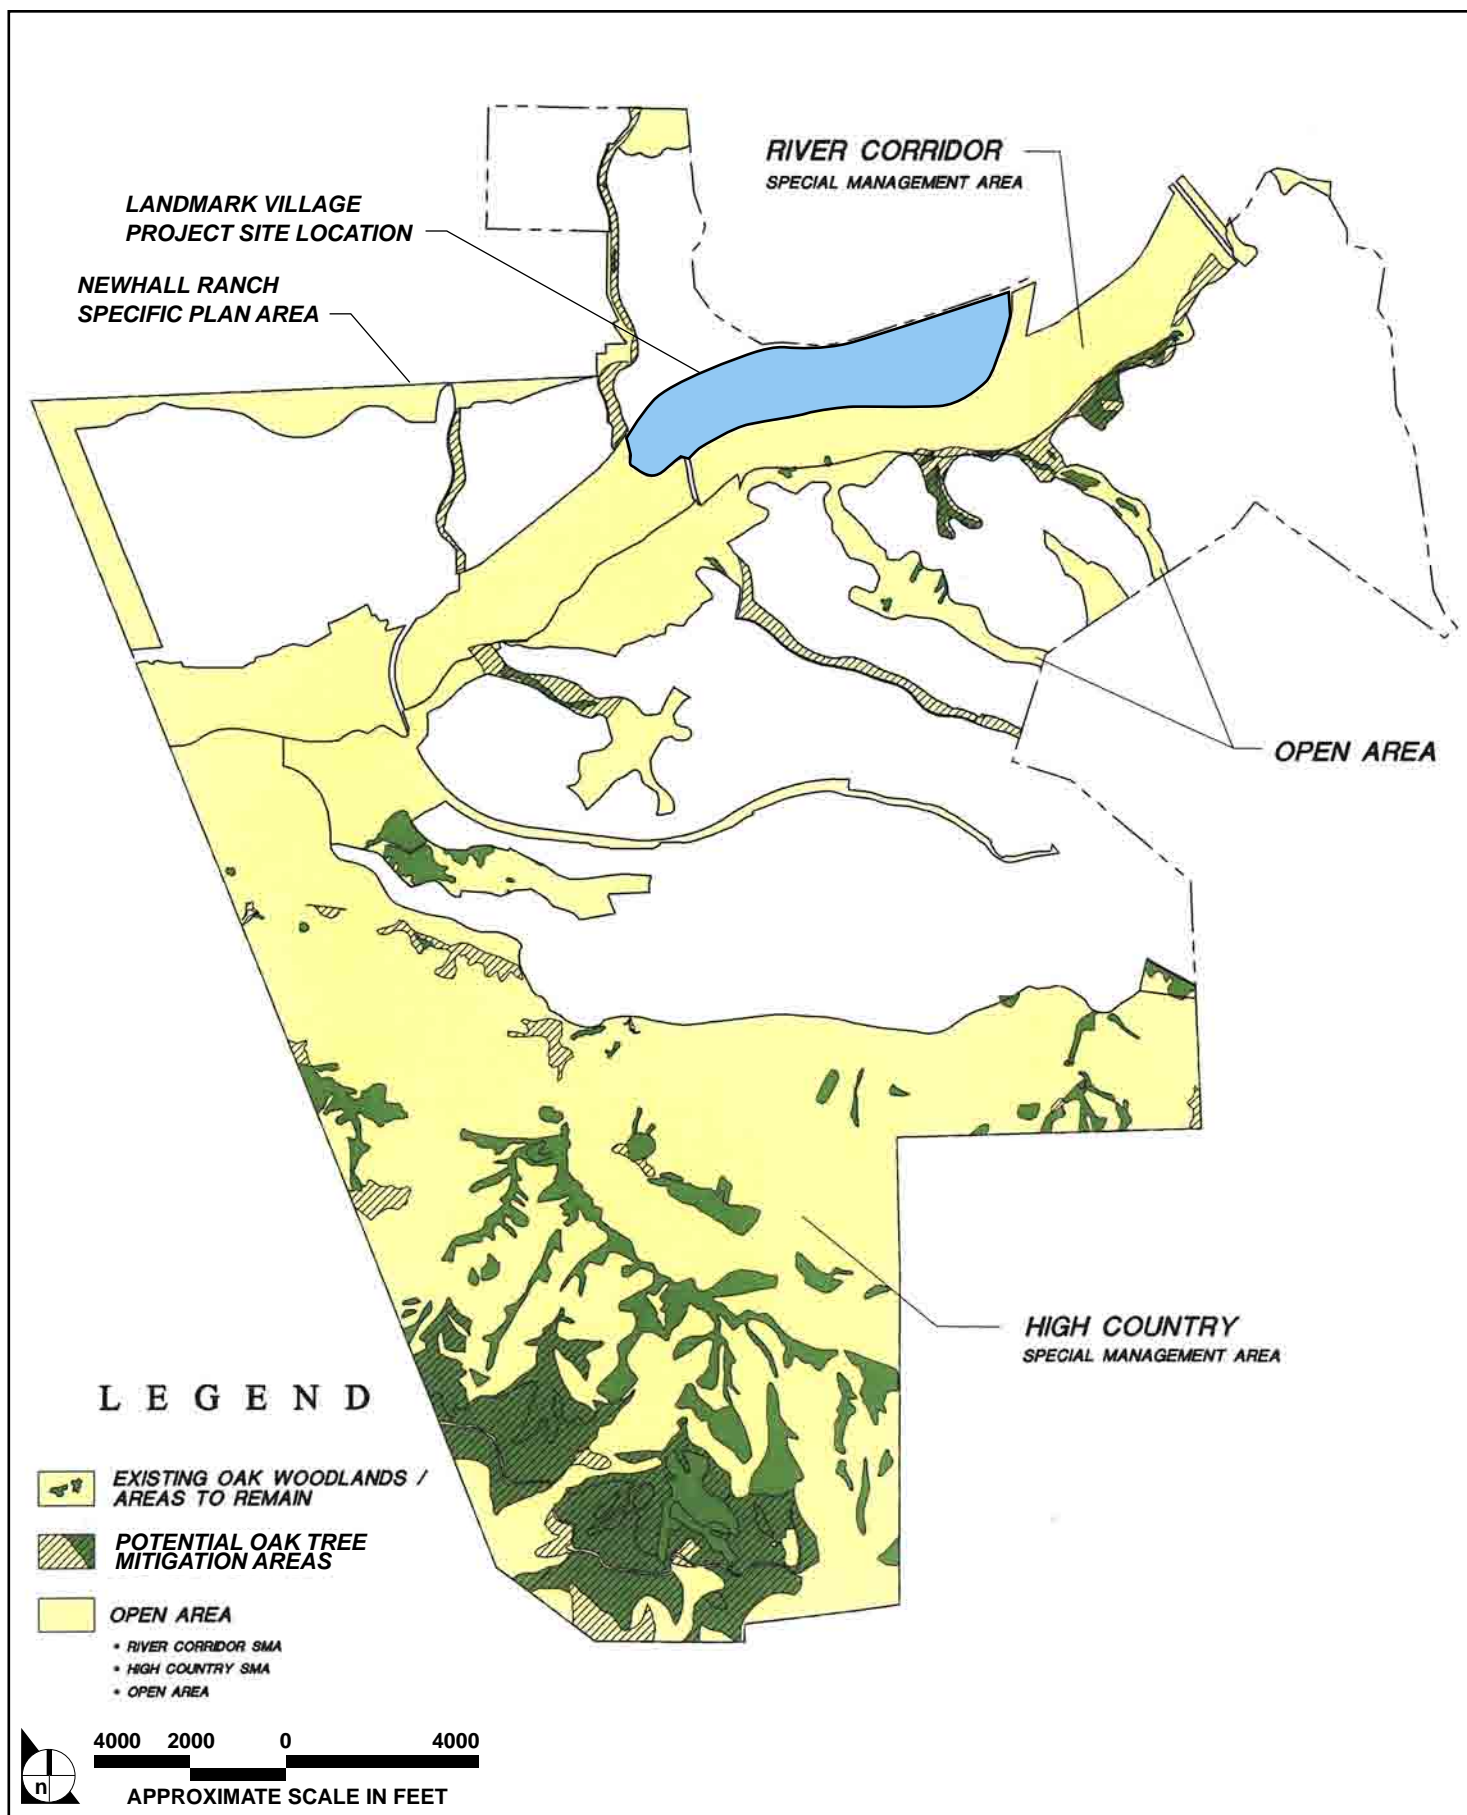 RIVER CORRIDOR
SPECIAL MANAGEMENT AREA
LANDMARK VILLAGE
PROJECT SITE LOCATION
NEWHALL RANCH
SPECIFIC PLAN AREA
OPEN AREA
HIGH COUNTRY
SPECIAL MANAGEMENT AREA
LEGEND
EXISTING OAK WOODLANDS /
AREAS TO REMAIN
POTENTIAL OAK TREE
MITIGATION AREAS
OPEN AREA
• RIVER CORRIDOR SMA
• HIGH COUNTRY SMA
• OPEN AREA
4000 2000 0 4000
n
APPROXIMATE SCALE IN FEET